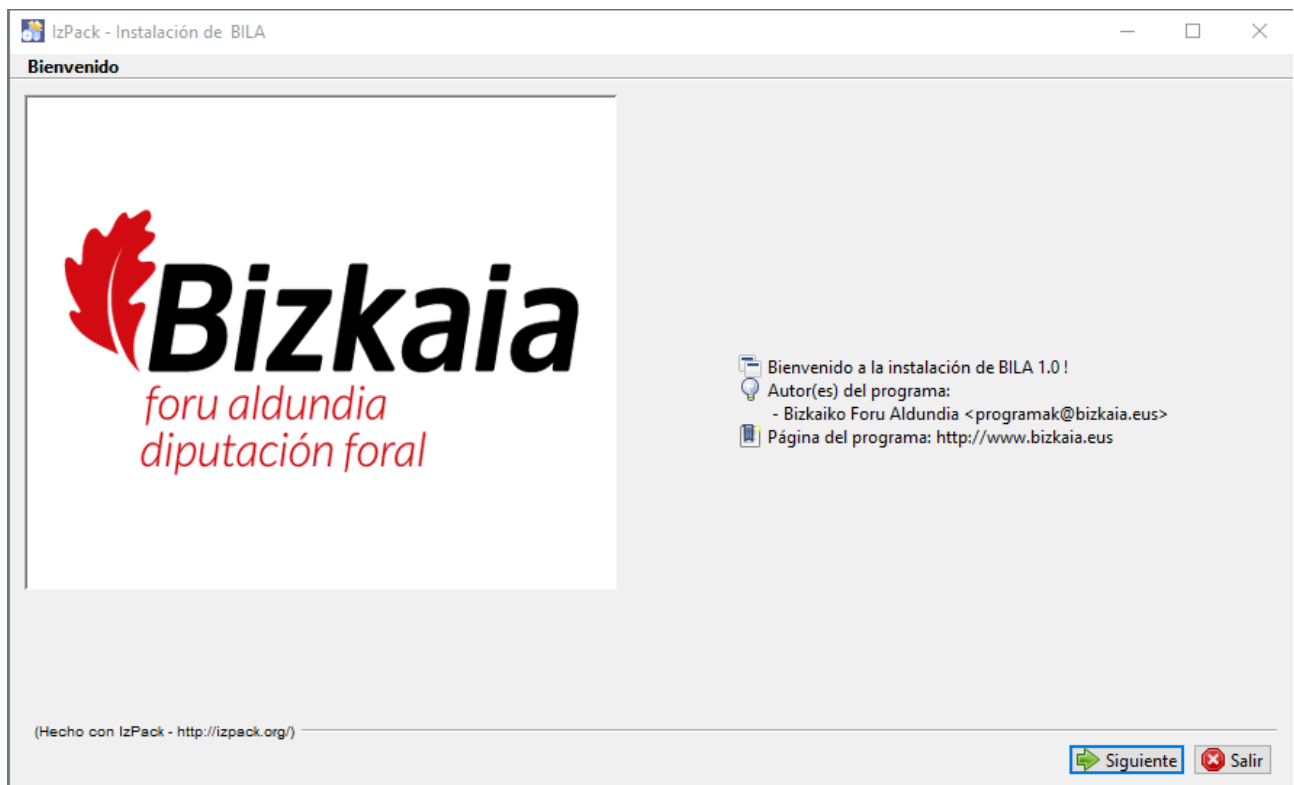 IzPack - Instalación de BILA
Bienvenido
Bizkaia
foru aldundia
diputación foral
Bienvenido a la instalación de BILA 1.0 !
Autor(es) del programa:
- Bizkaiko Foru Aldundia <programak@bizkaia.eus>
Página del programa: http://www.bizkaia.eus
(Hecho con IzPack - http://izpack.org/)
Siguiente
Salir